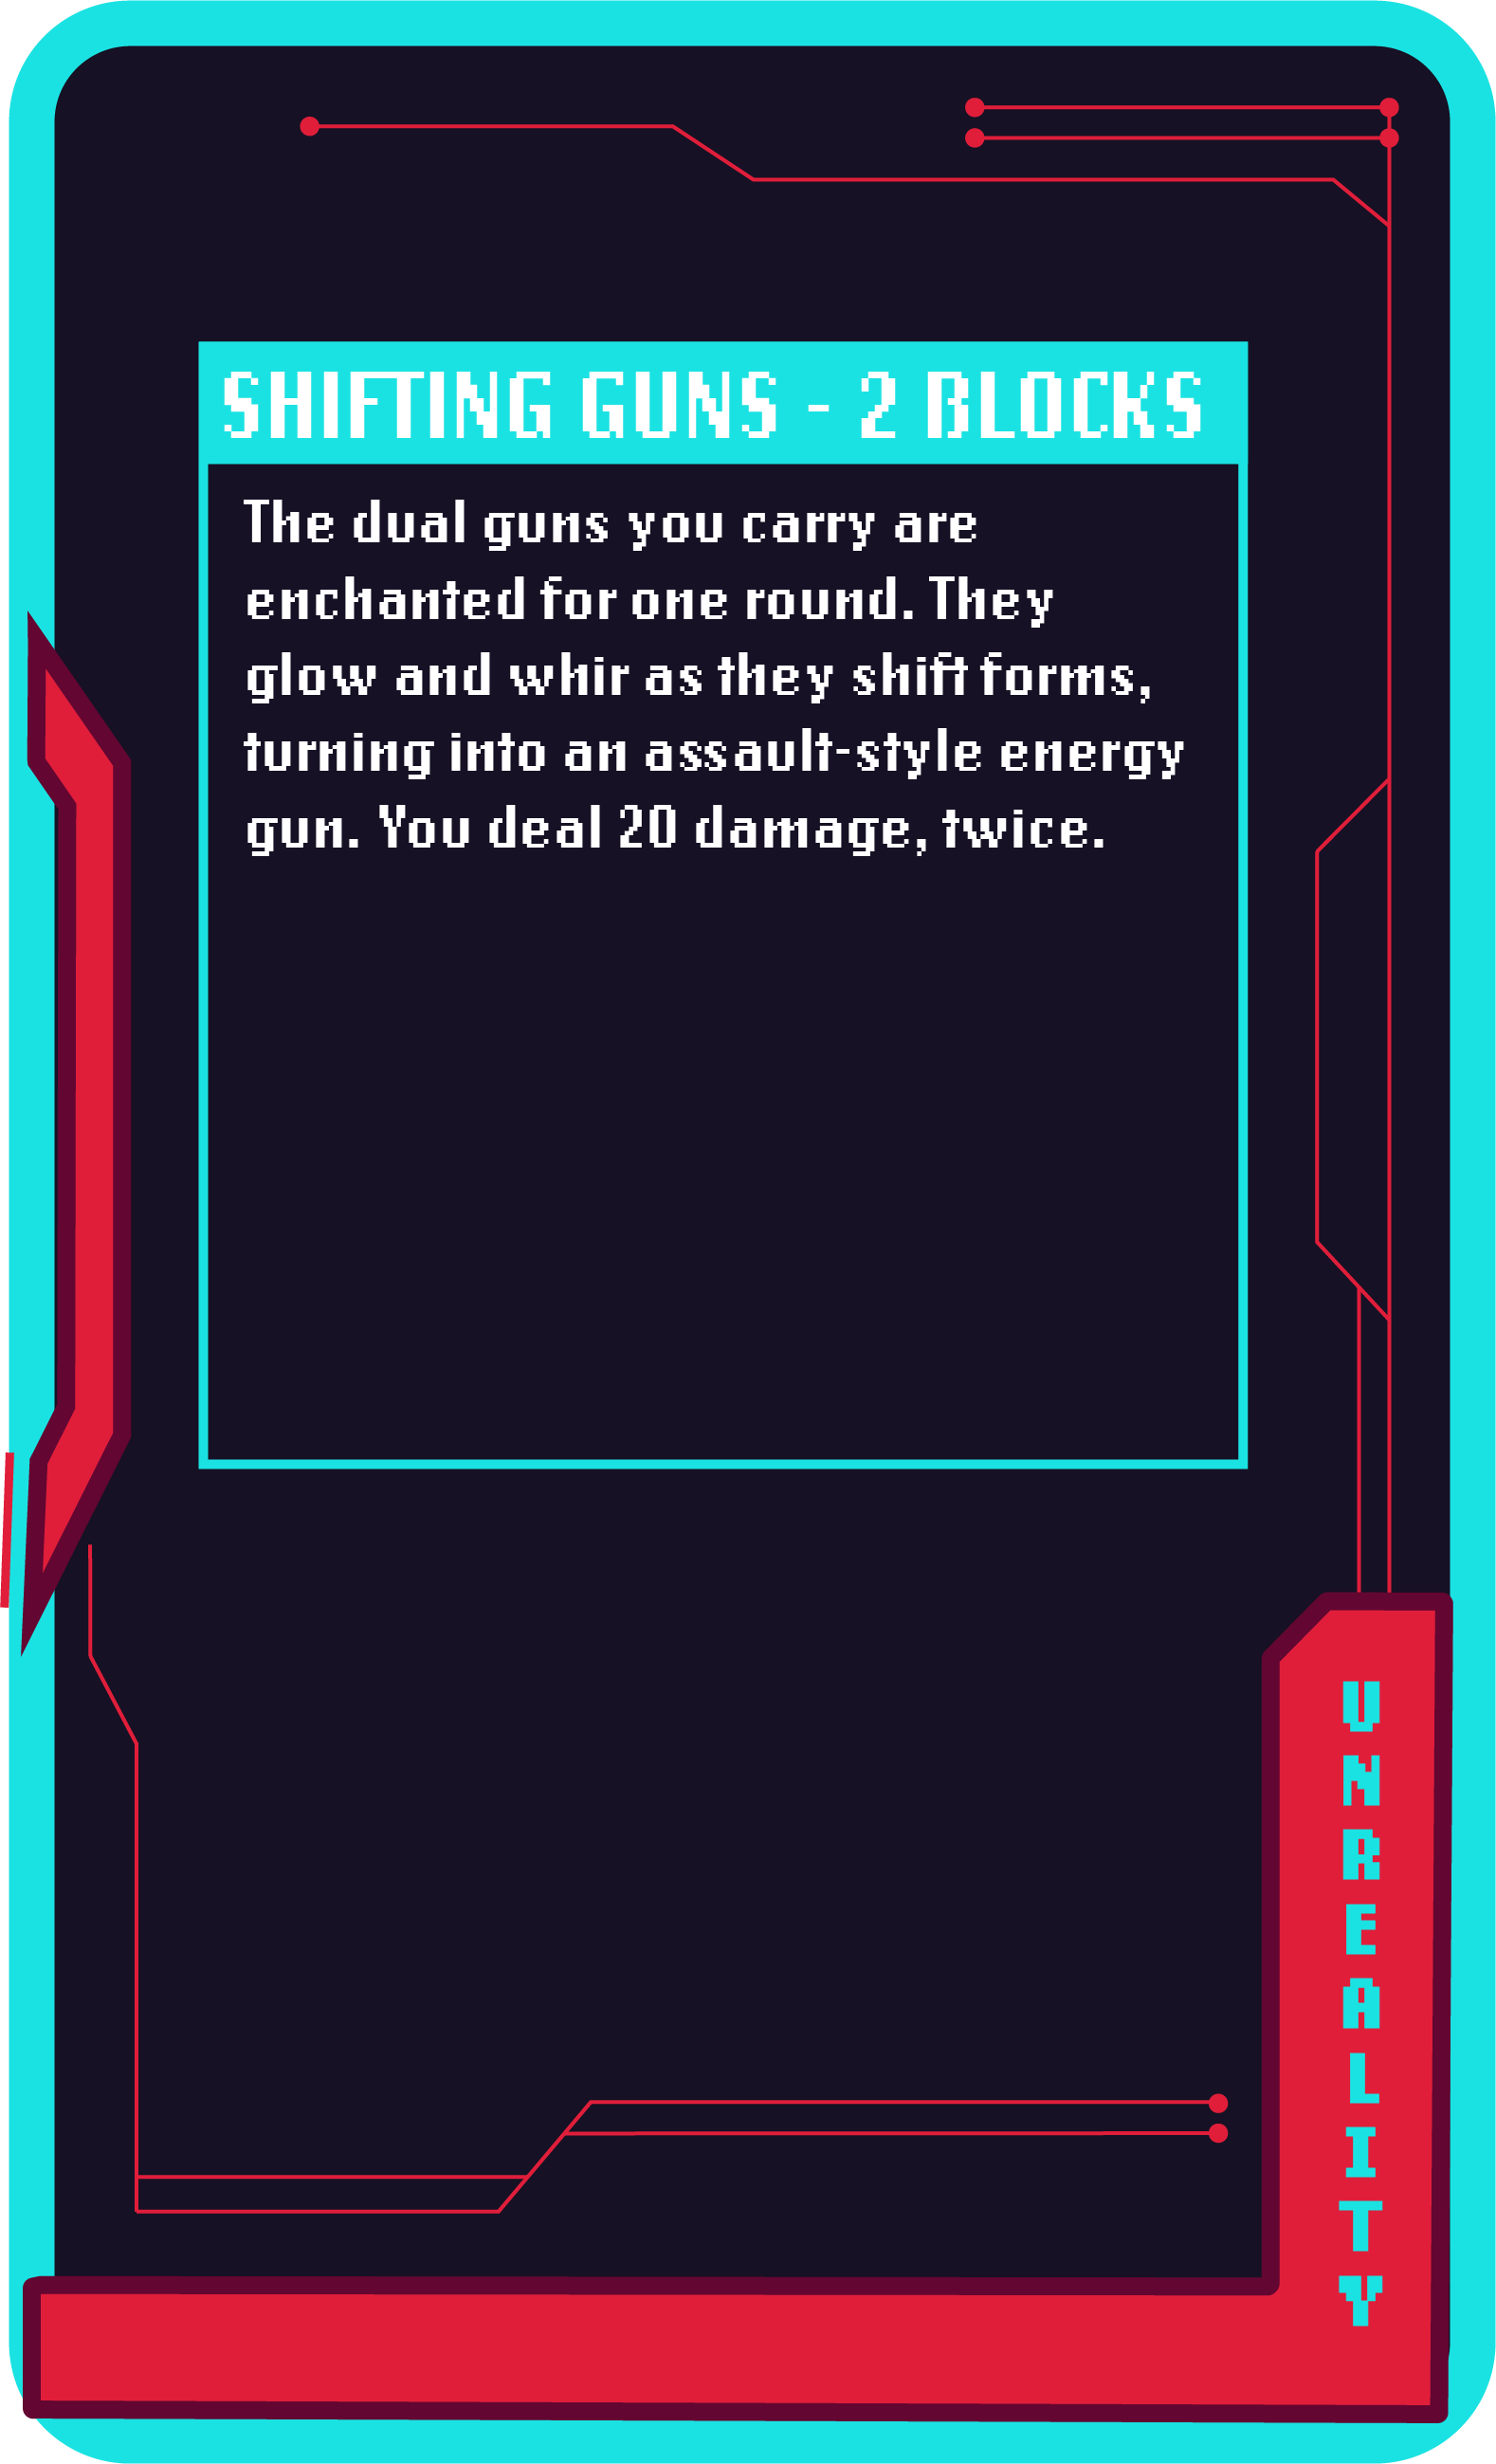 SHIFTING GUNS - 2 BLOCKS
The dual guns you carry are
enchanted for one round. They
glow and whir as they shift forms,
turning into an assault-style energy
gun. You deal 20 damage, twice.
UNREALITY